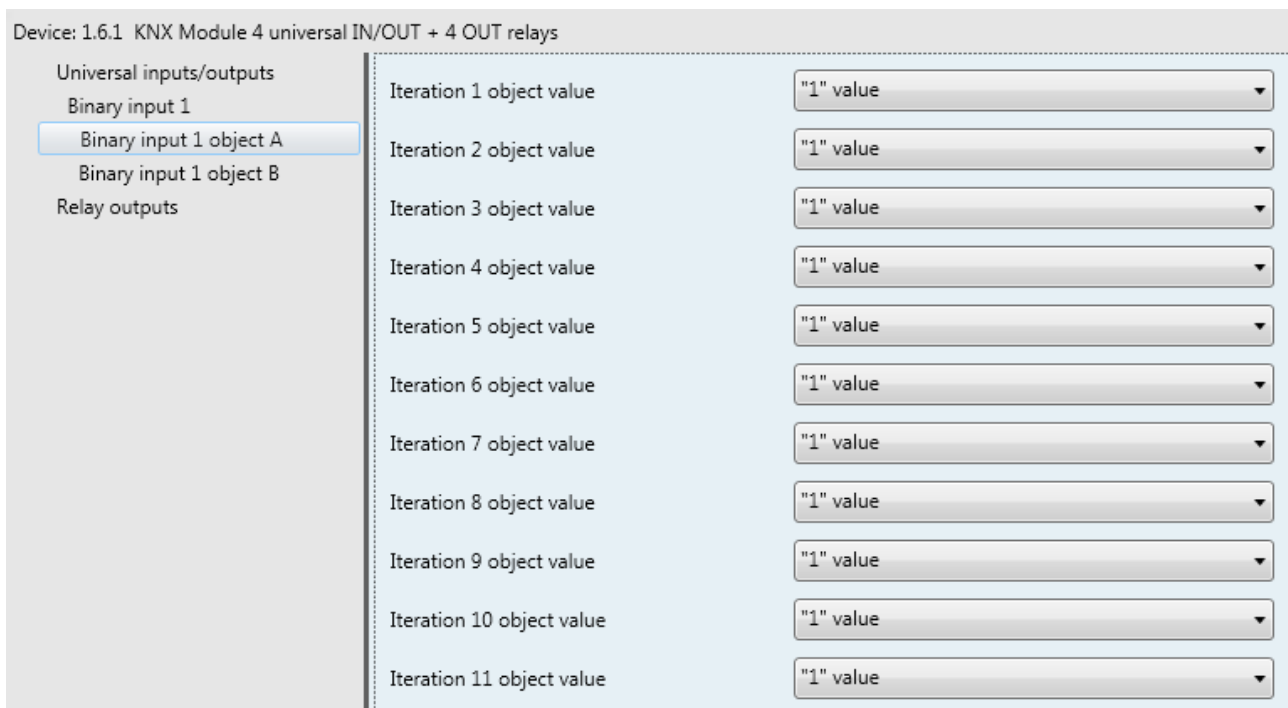 Device: 1.6.1 KNX Module 4 universal IN/OUT + 4 OUT relays
Universal inputs/outputs
Binary input 1
Binary input 1 object A
Binary input 1 object B
Relay outputs
Iteration 1 object value "1" value
Iteration 2 object value "1" value
Iteration 3 object value "1" value
Iteration 4 object value "1" value
Iteration 5 object value "1" value
Iteration 6 object value "1" value
Iteration 7 object value "1" value
Iteration 8 object value "1" value
Iteration 9 object value "1" value
Iteration 10 object value "1" value
Iteration 11 object value "1" value